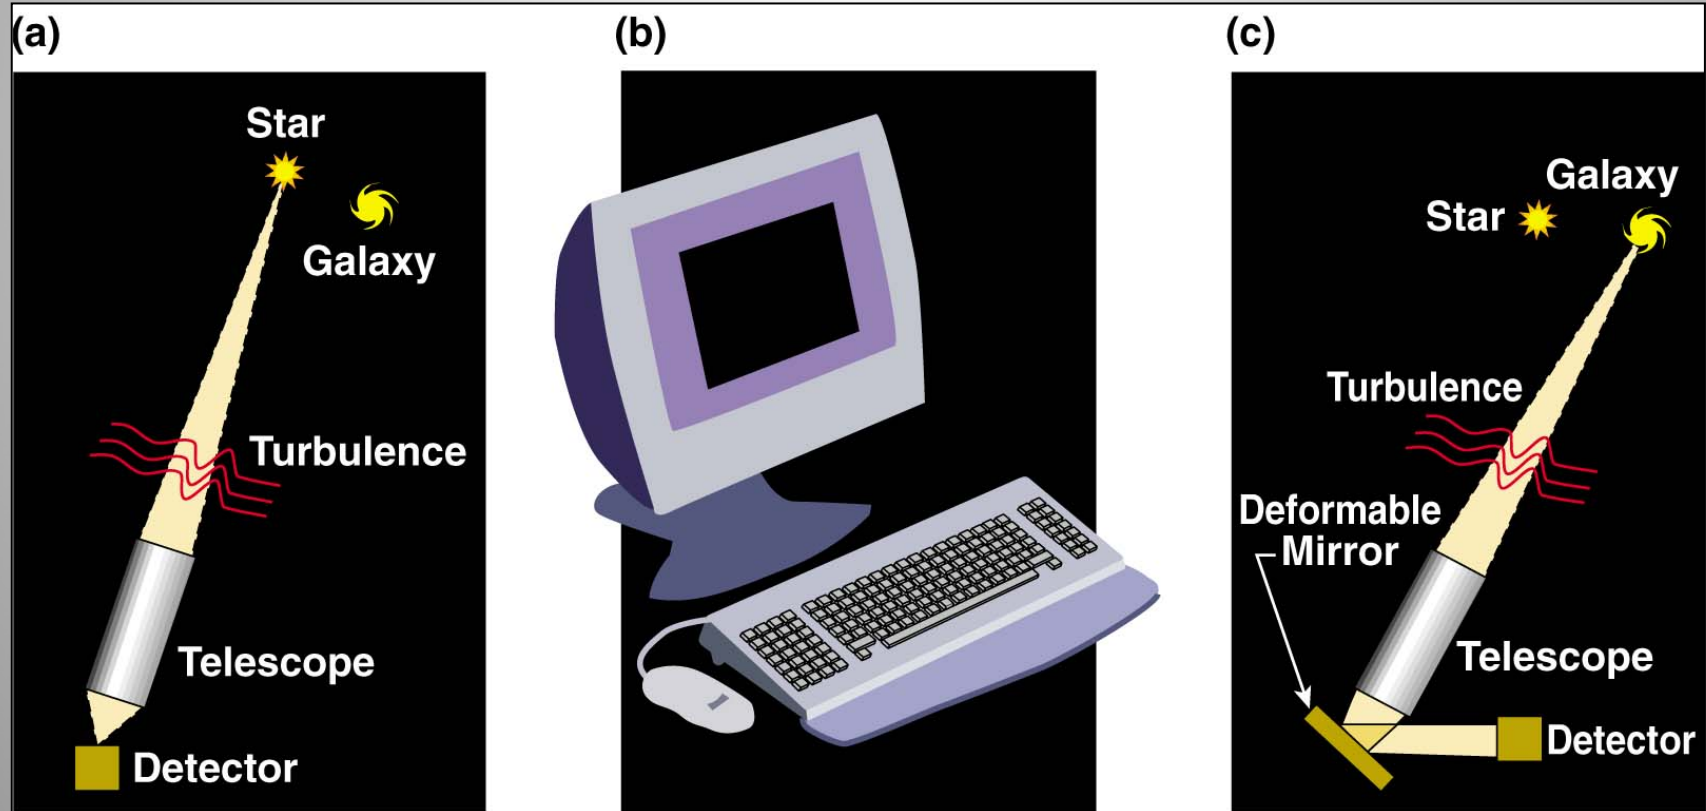 (a)
Star
Galaxy
Turbulence
Telescope
Detector
(b)
(c)
Galaxy
Star
Turbulence
Deformable
Mirror
Telescope
Detector